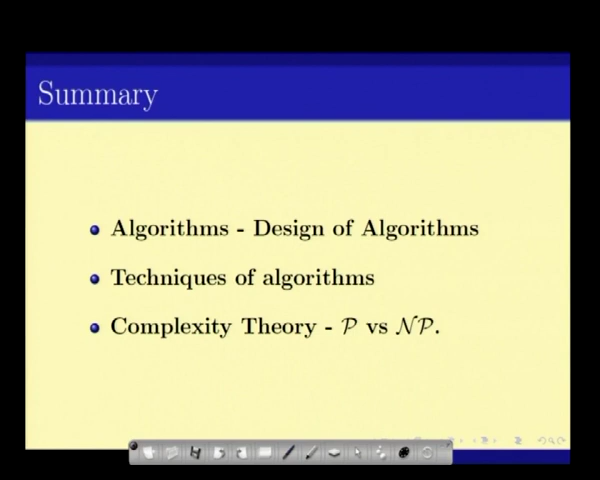 Summary
Algorithms - Design of Algorithms
Techniques of algorithms
Complexity Theory - 𝒫 vs 𝒩𝒫.